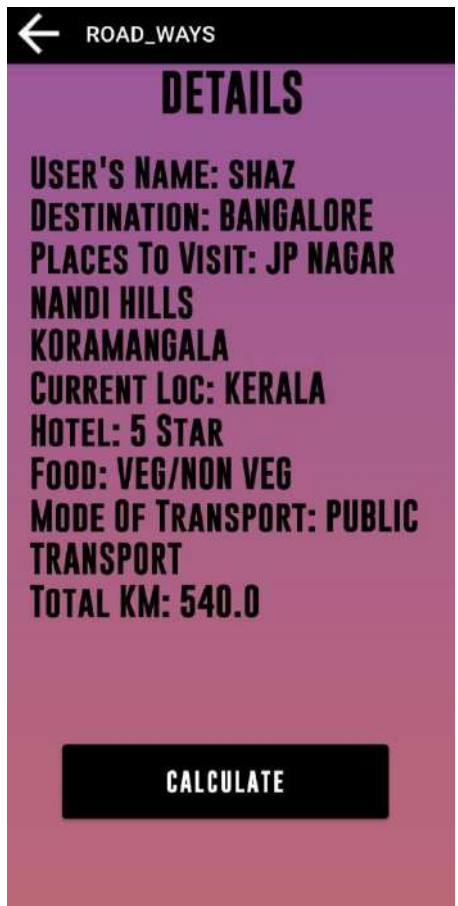 ROAD_WAYS
DETAILS
USER'S NAME: SHAZ
DESTINATION: BANGALORE
PLACES TO VISIT: JP NAGAR
NANDI HILLS
KORAMANGALA
CURRENT LOC: KERALA
HOTEL: 5 STAR
FOOD: VEG/NON VEG
MODE OF TRANSPORT: PUBLIC
TRANSPORT
TOTAL KM: 540.0
CALCULATE